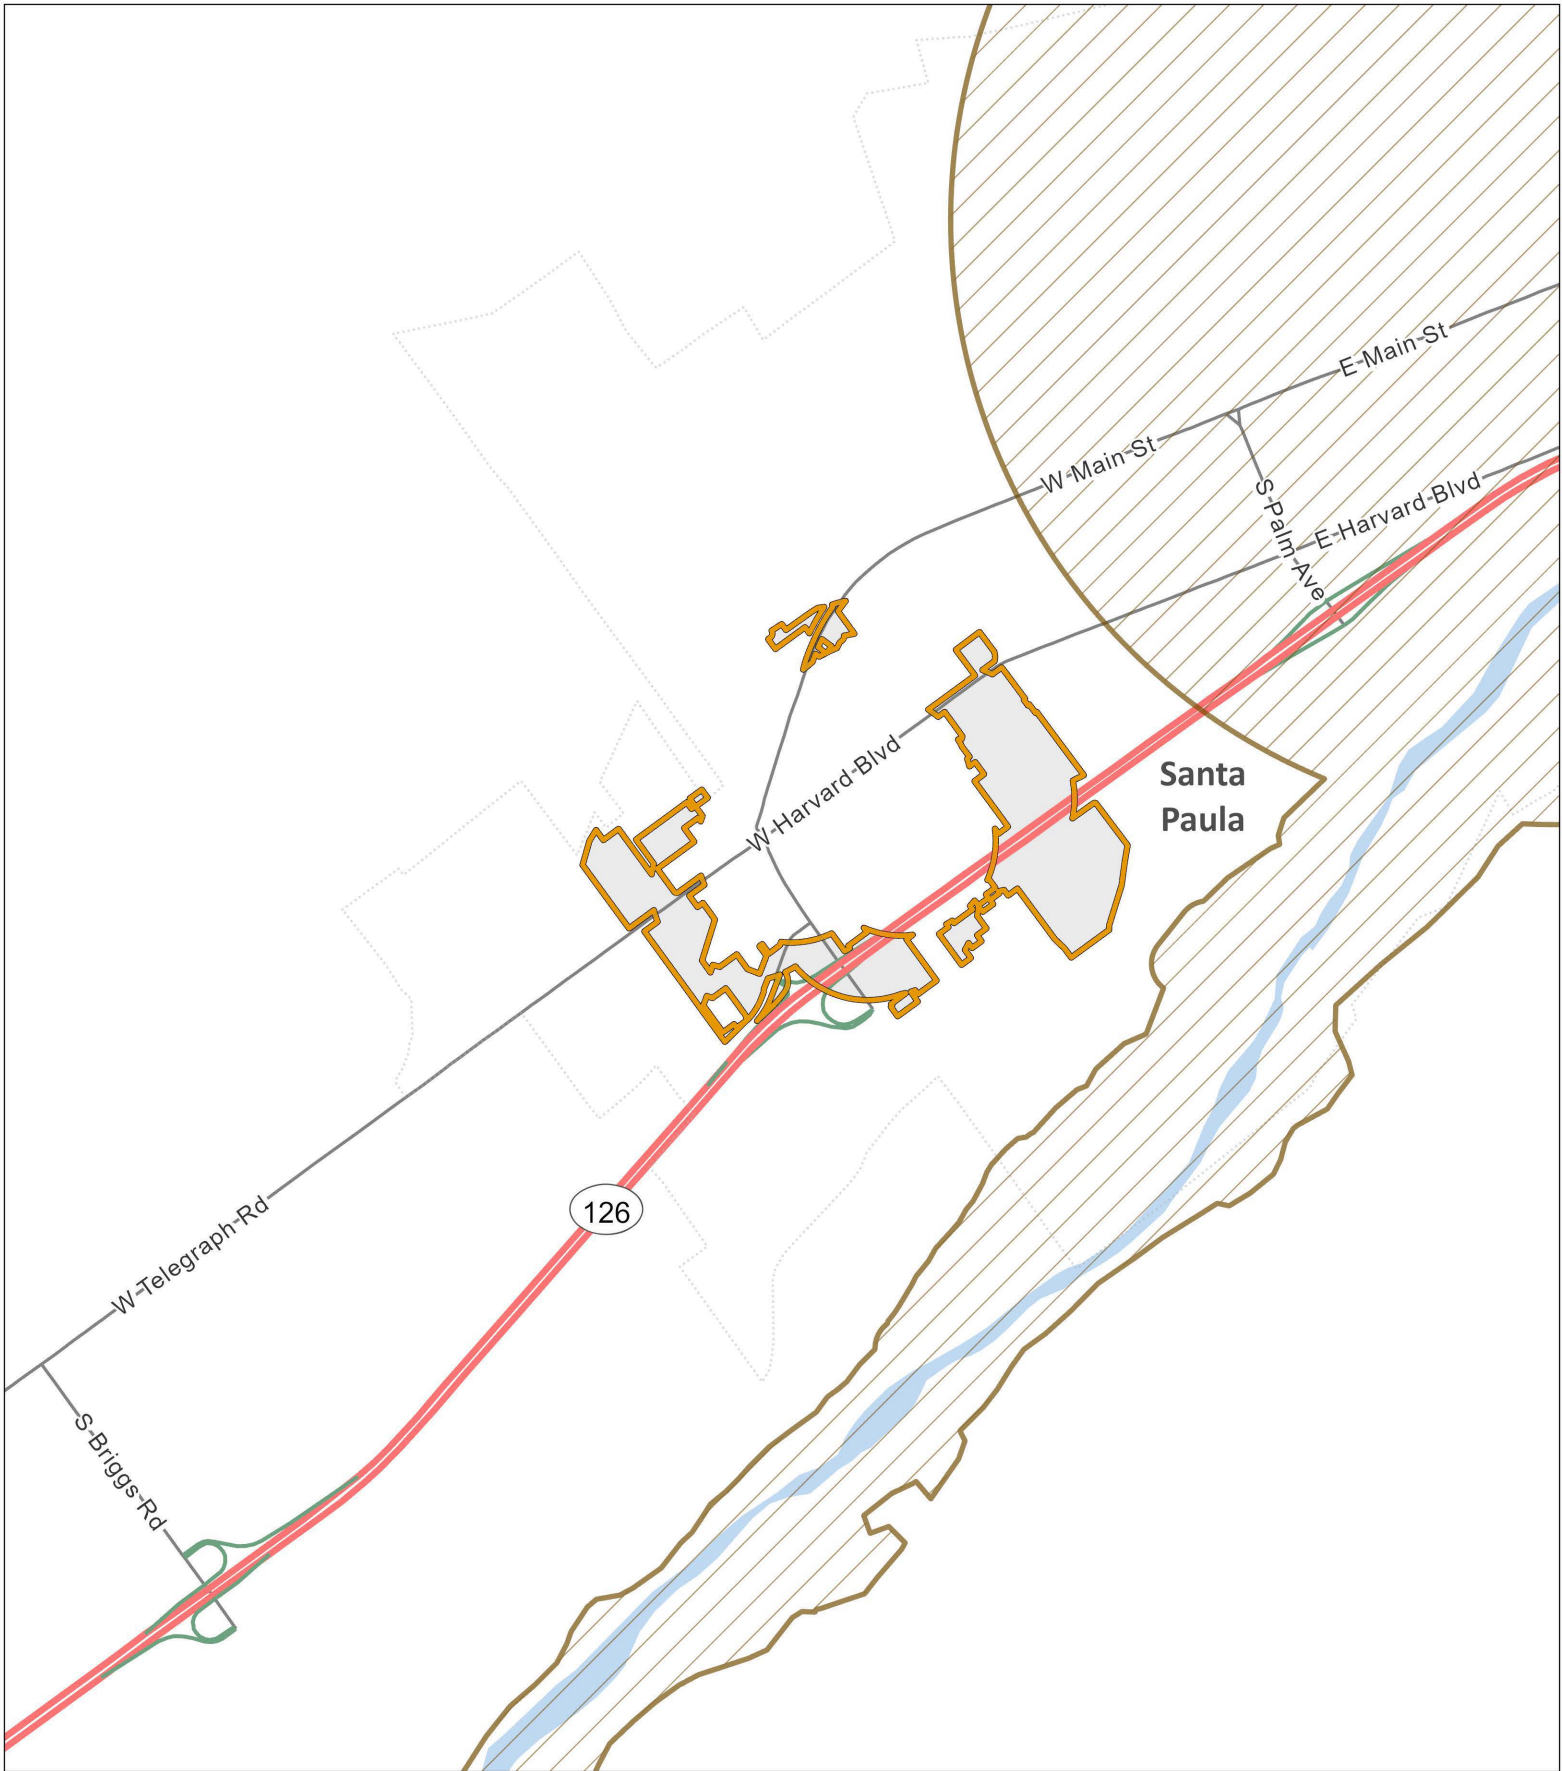 E-Main-St
W-Main-St
S-Palm-Ave
E-Harvard-Blvd
W-Harvard-Blvd
Santa
Paula
126
W-Telegraph-Rd
S-Briggs-Rd